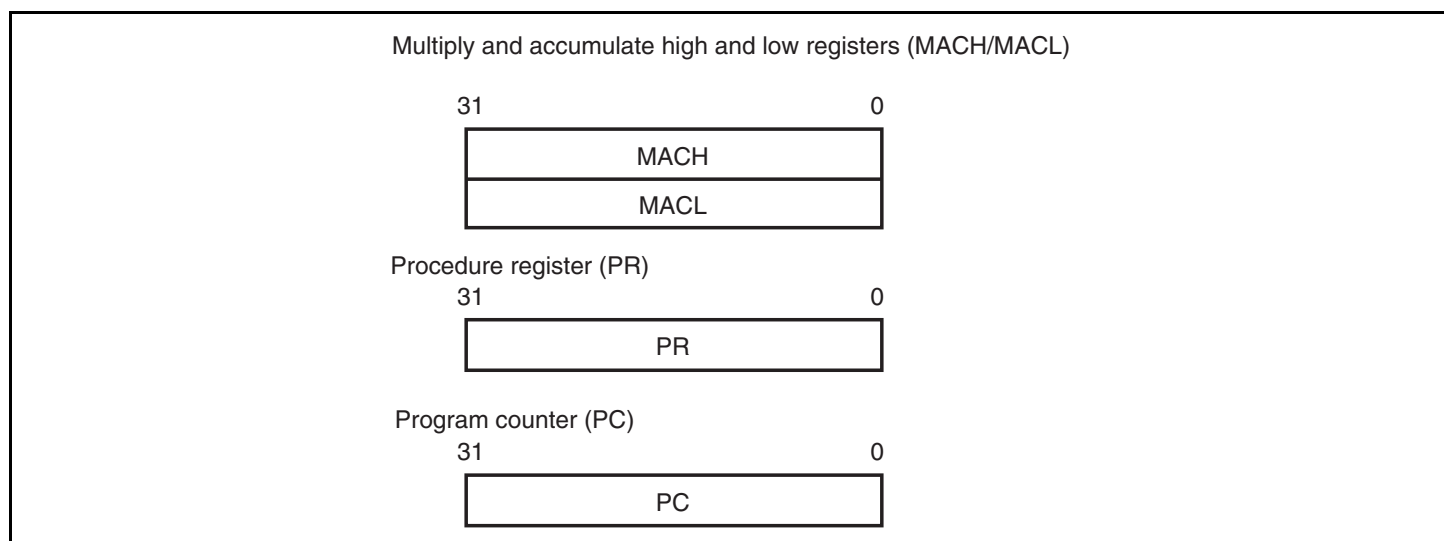 Multiply and accumulate high and low registers (MACH/MACL)
31 0
MACH
MACL
Procedure register (PR)
31 0
PR
Program counter (PC)
31 0
PC